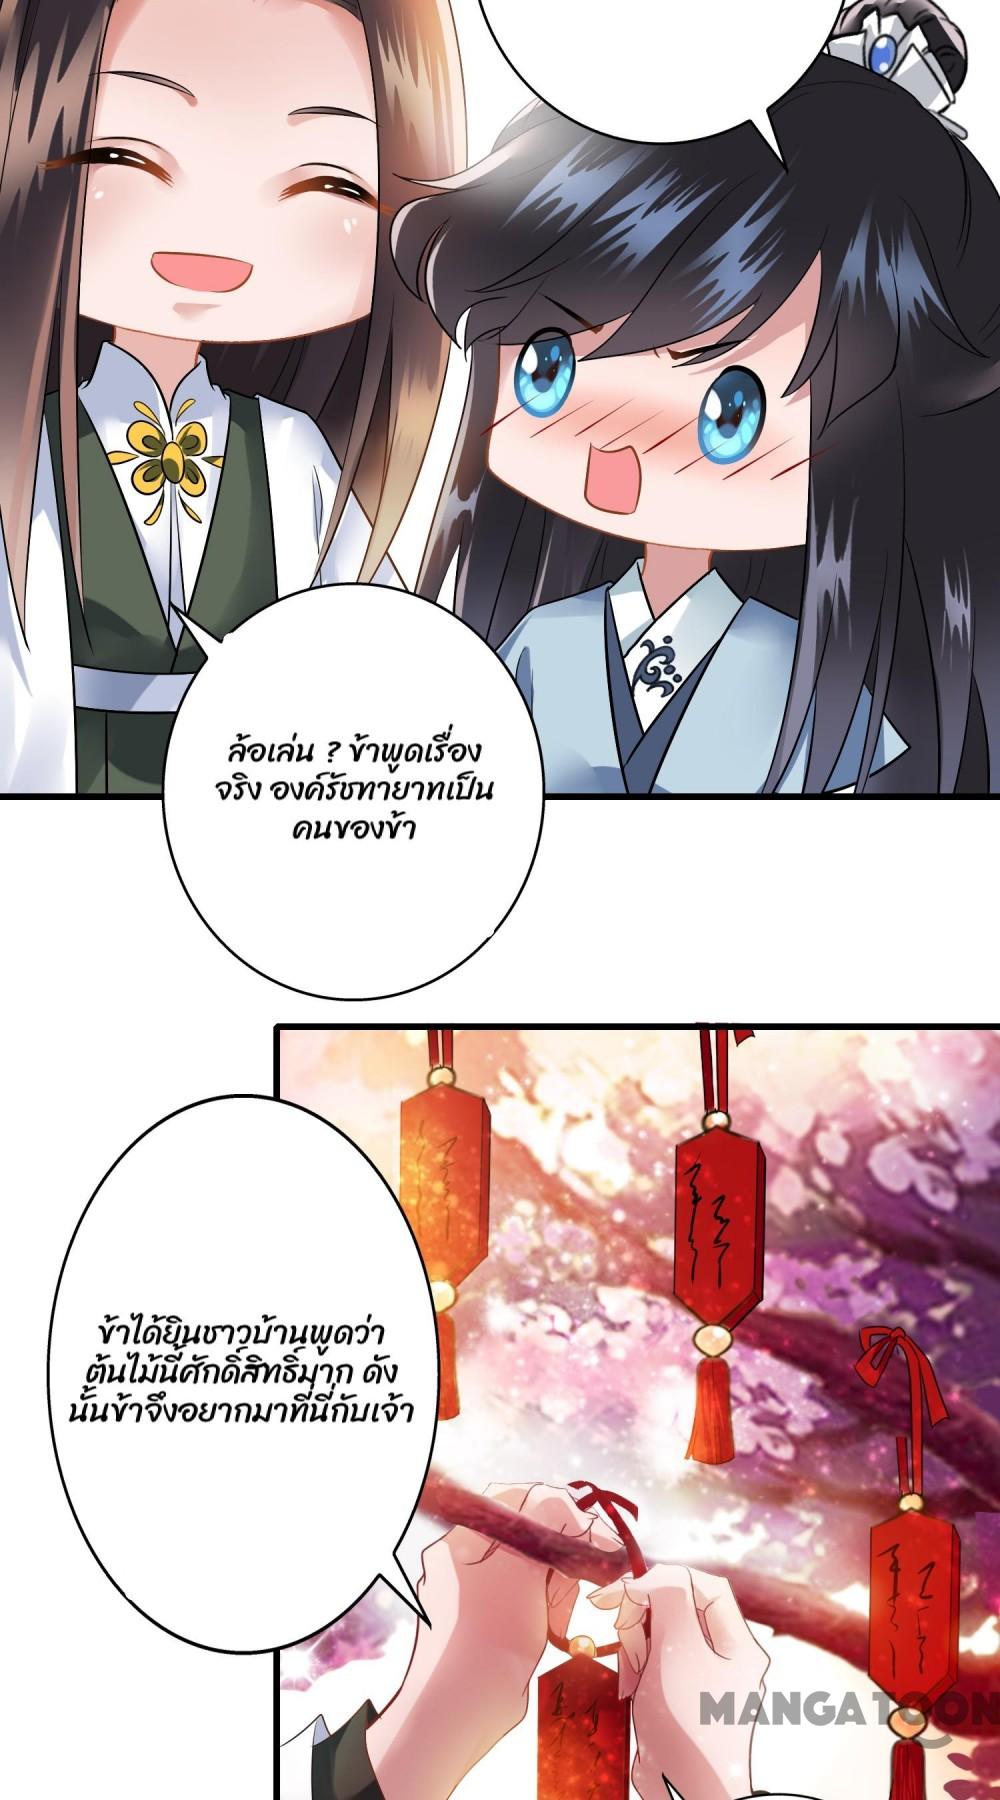 ล้อเล่น ? ข้าพูดเรื่อง
จริง องค์รัชทายาทเป็น
คนของข้า
ข้าได้ยินชาวบ้านพูดว่า
ต้นไม้นี้ศักดิ์สิทธิ์มาก ดัง
นั้นข้าจึงอยากมาที่นี่กับเจ้า
MANGATOON